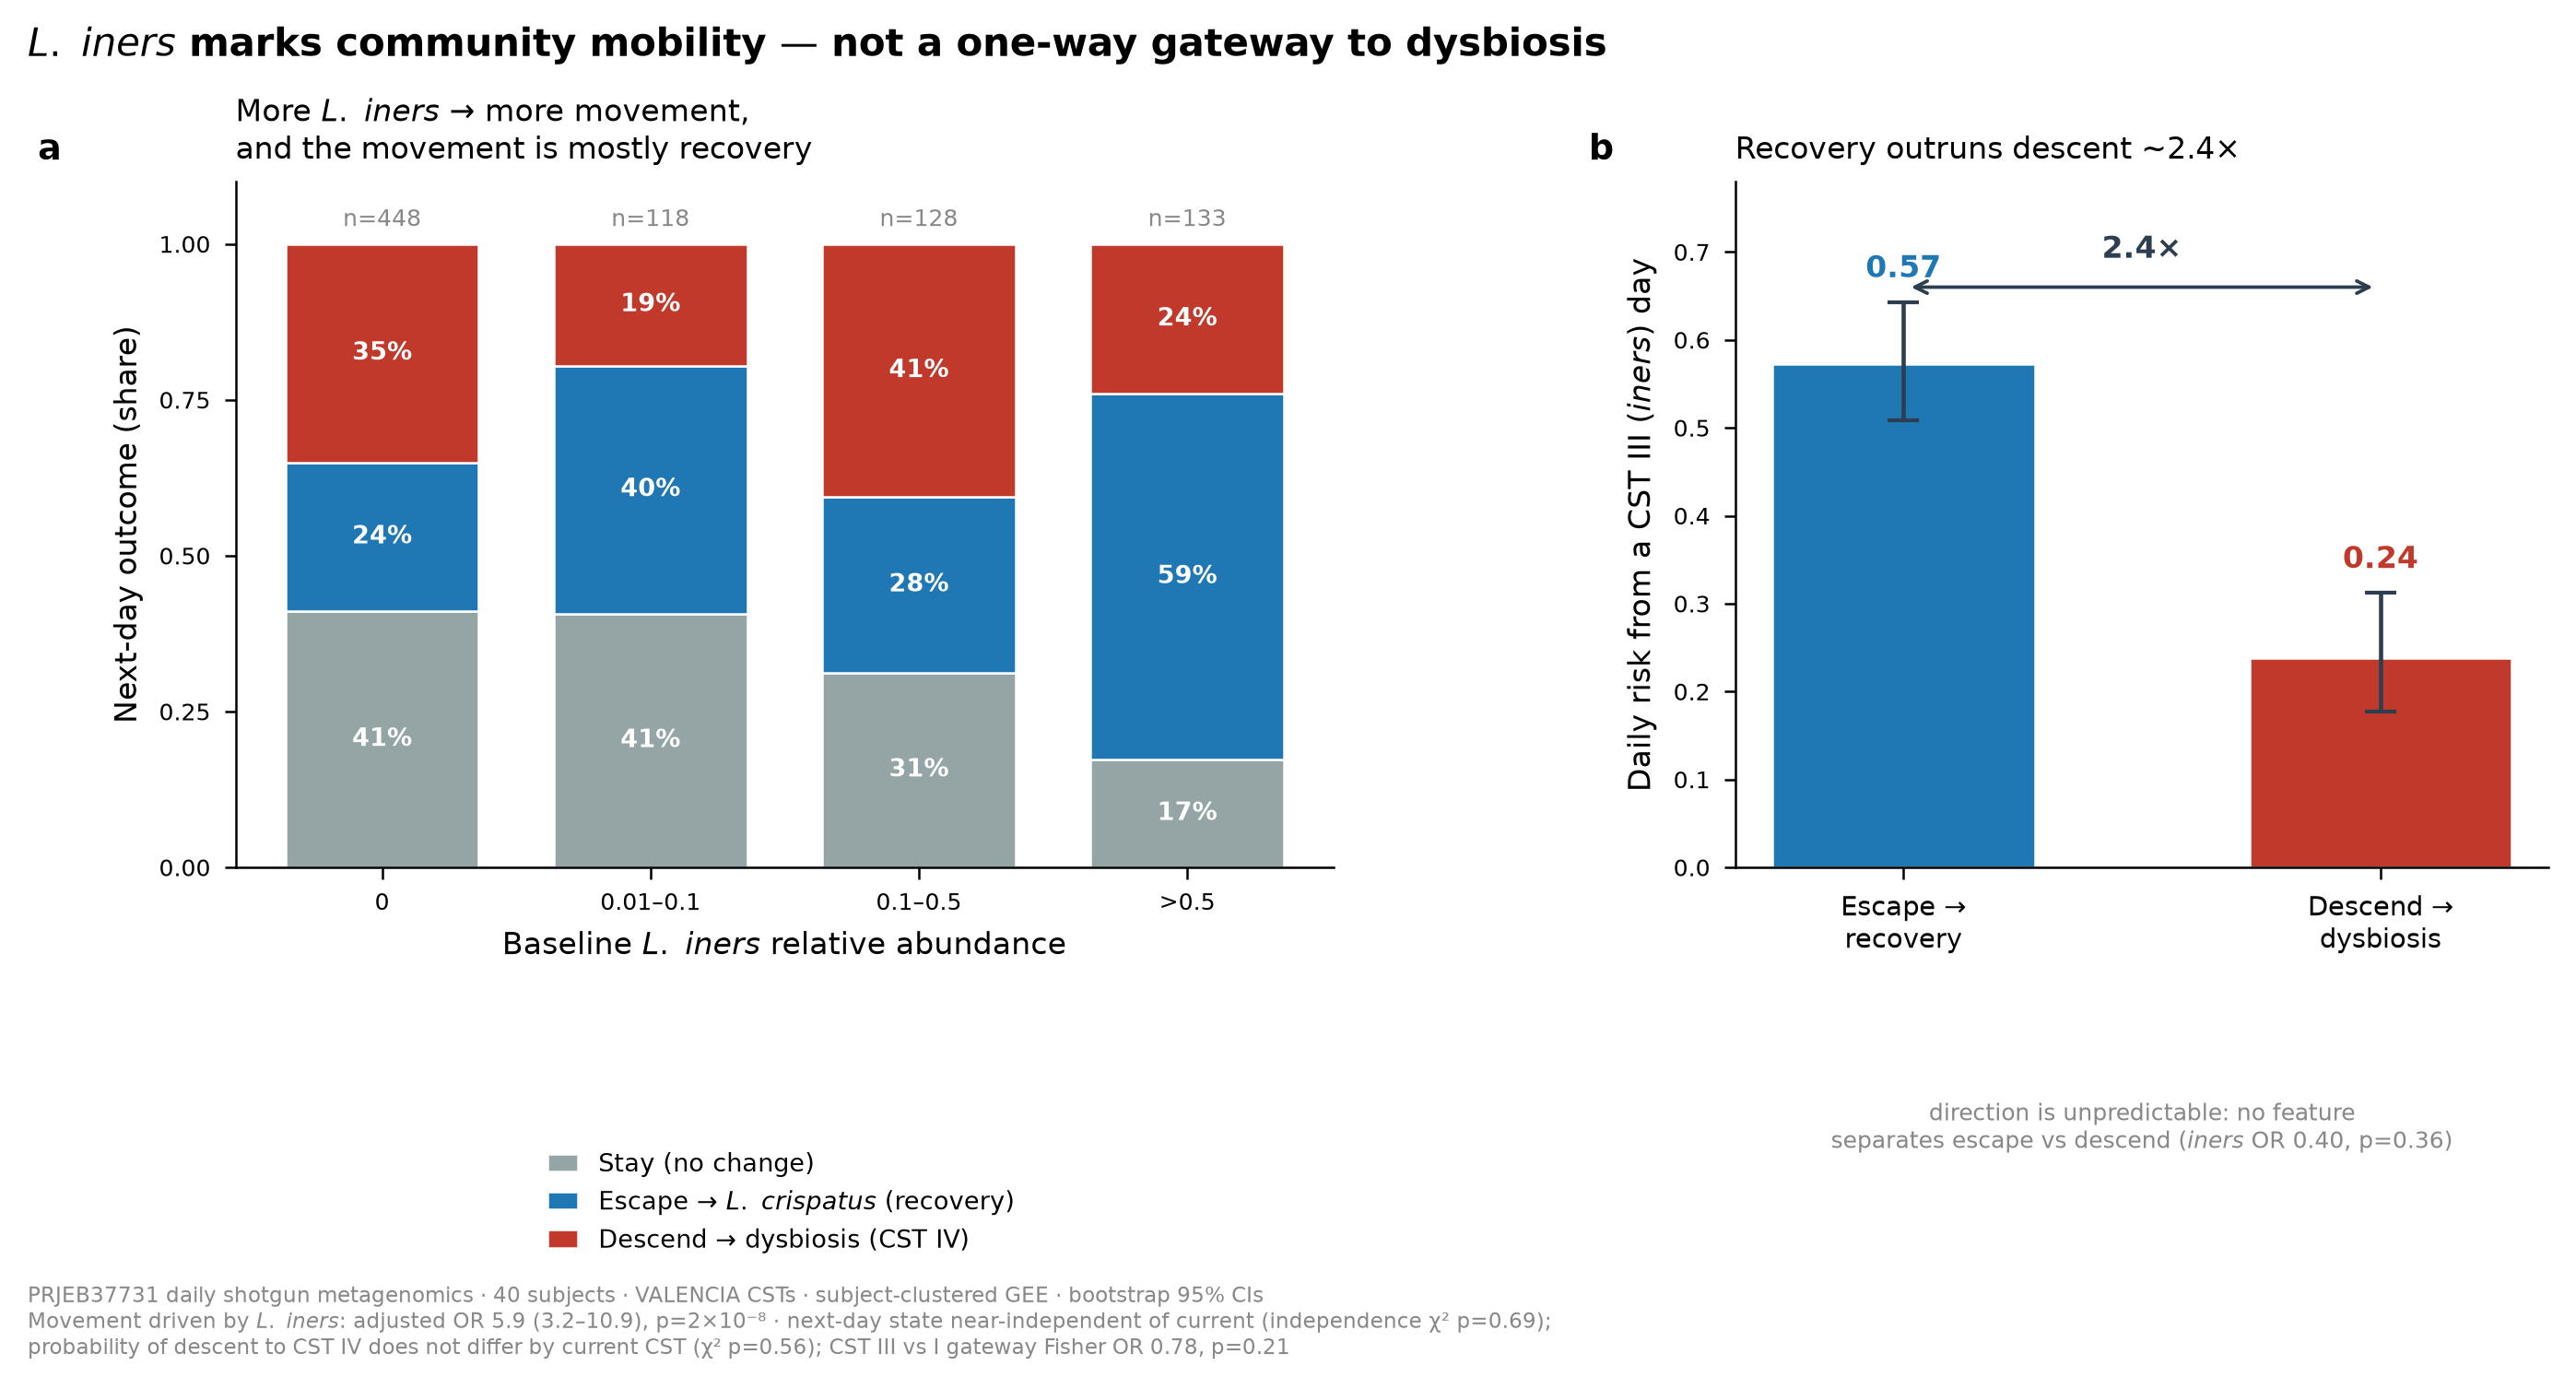 L. iners marks community mobility — not a one-way gateway to dysbiosis
a
More L. iners → more movement,
and the movement is mostly recovery
n=448
n=118
n=128
n=133
1.00
0.75
0.50
0.25
0.00
Next-day outcome (share)
35%
24%
41%
19%
40%
41%
41%
28%
31%
24%
59%
17%
0
0.01–0.1
0.1–0.5
>0.5
Baseline L. iners relative abundance
Stay (no change)
Escape → L. crispatus (recovery)
Descend → dysbiosis (CST IV)
b
Recovery outruns descent ~2.4×
Daily risk from a CST III (iners) day
0.7
0.6
0.5
0.4
0.3
0.2
0.1
0.0
2.4×
0.57
0.24
Escape →
recovery
Descend →
dysbiosis
direction is unpredictable: no feature
separates escape vs descend (iners OR 0.40, p=0.36)
PRJEB37731 daily shotgun metagenomics · 40 subjects · VALENCIA CSTs · subject-clustered GEE · bootstrap 95% CIs
Movement driven by L. iners: adjusted OR 5.9 (3.2–10.9), p=2×10⁻⁸ · next-day state near-independent of current (independence χ² p=0.69);
probability of descent to CST IV does not differ by current CST (χ² p=0.56); CST III vs I gateway Fisher OR 0.78, p=0.21